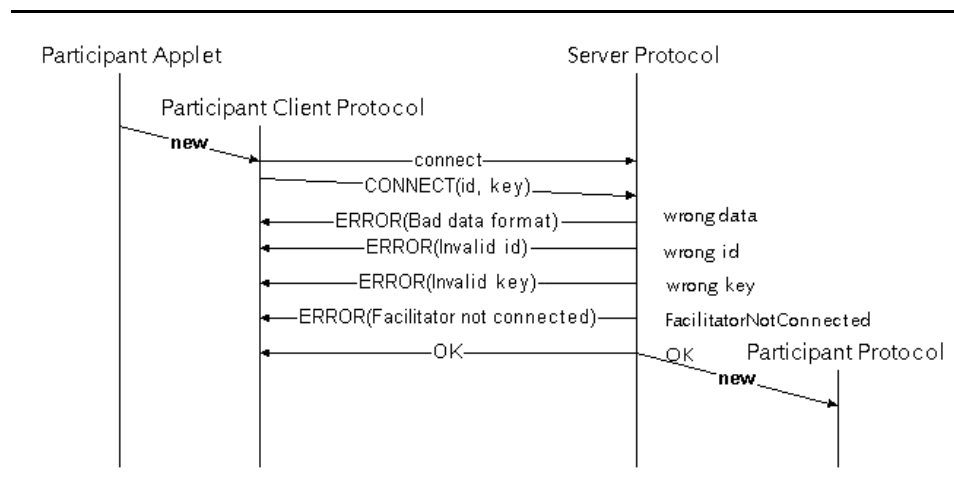 Participant Applet
Server Protocol
Participant Client Protocol
new
connect
CONNECT(id, key)
ERROR(Bad data format)
wrong data
ERROR(Invalid id)
wrong id
ERROR(Invalid key)
wrong key
ERROR(Facilitator not connected)
FacilitatorNotConnected
OK
OK
Participant Protocol
new